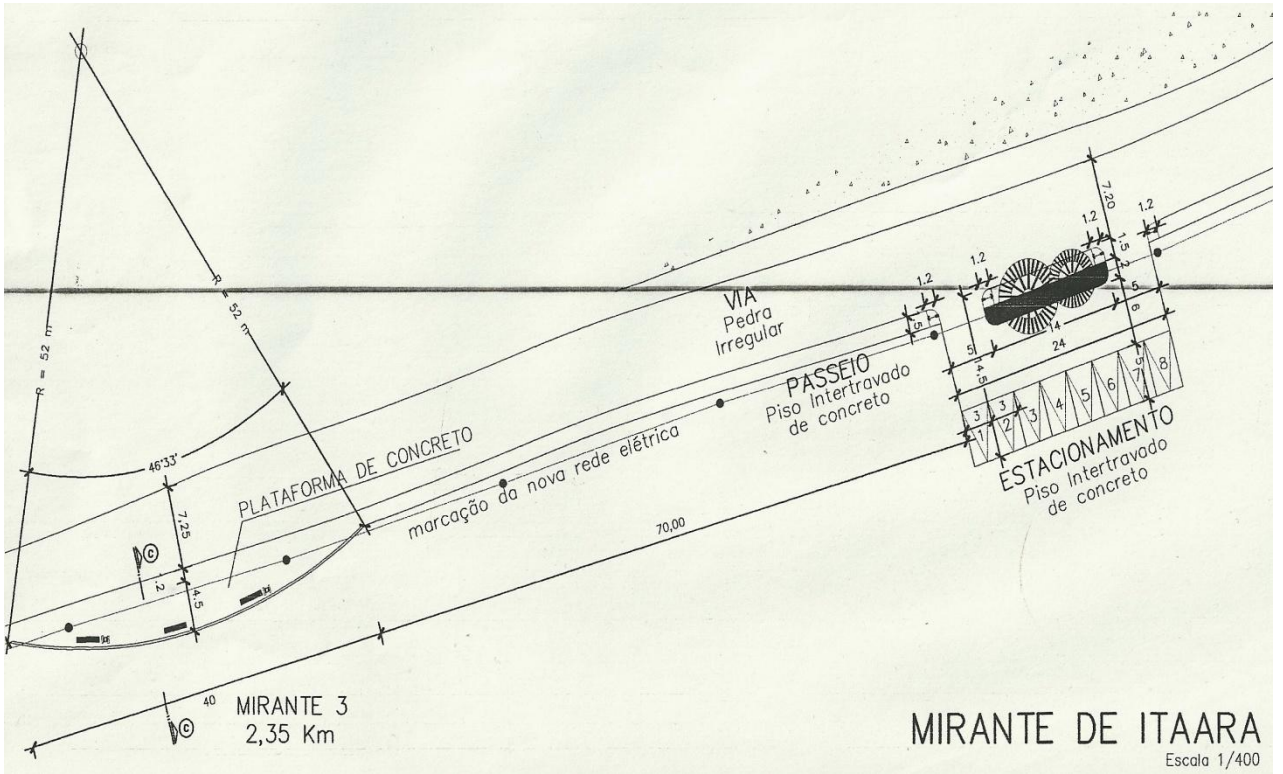 R = 52 m
R = 52 m
46°33'
7,25
1.2
4.5
C
C
PLATAFORMA DE CONCRETO
marcação da nova rede elétrica
70,00
40
MIRANTE 3
2,35 Km
VIA
Pedra
Irregular
PASSEIO
Piso Intertravado
de concreto
1.2
1.5
1.2
1.2
1.2
7.20
1.5
2
5
6
14
24
5
14,5
3
3
1
2
3
4
5
6
7
8
5
ESTACIONAMENTO
Piso Intertravado
de concreto
MIRANTE DE ITAARA
Escala 1/400